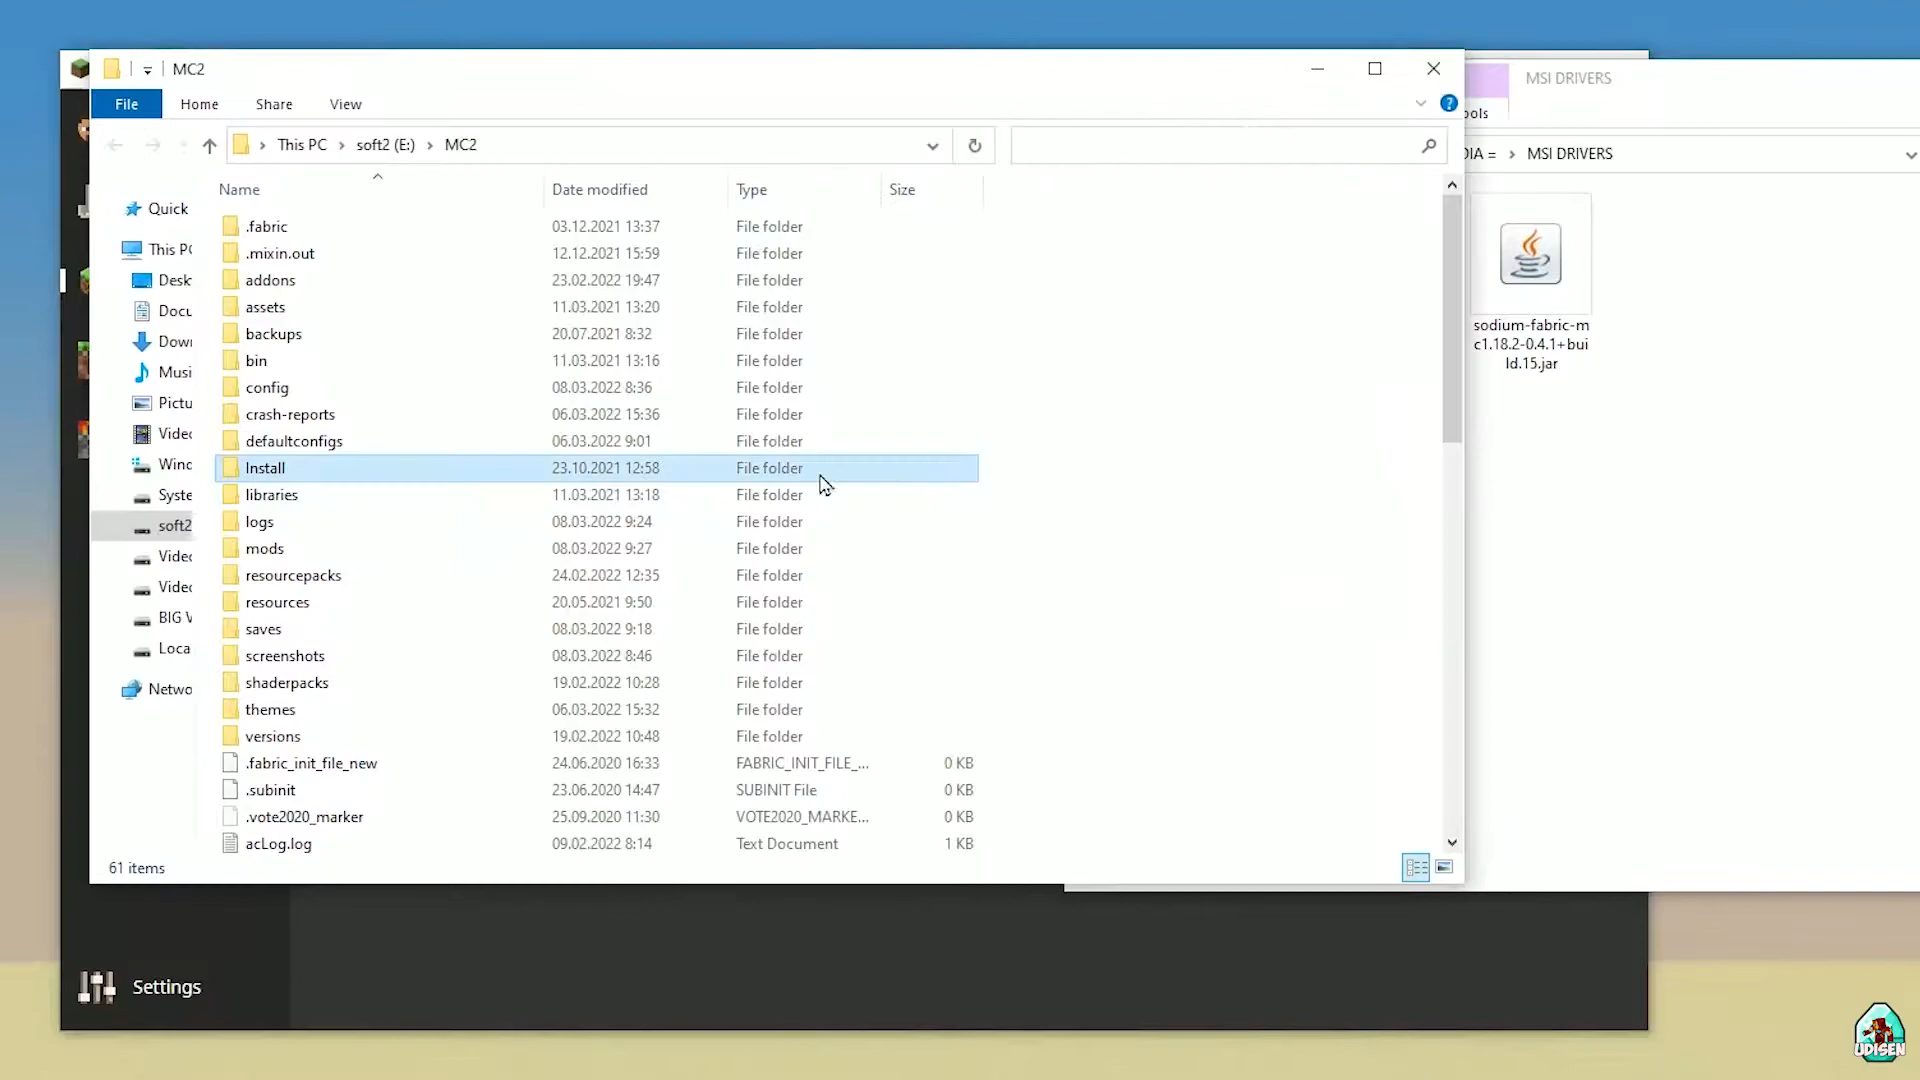 MC2
MSI DRIVERS
File
Home
Share
View
ools
This PC
soft2 (E:)
MC2
DIA =
MSI DRIVERS
Name
Date modified
Type
Size
Quick
This PC
Desk
Docu
Down
Musi
Pictu
Videc
Winc
Syste
soft2
Videc
Videc
BIG V
Loca
Netwo
.fabric 03.12.2021 13:37 File folder
.mixin.out 12.12.2021 15:59 File folder
addons 23.02.2022 19:47 File folder
assets 11.03.2021 13:20 File folder
backups 20.07.2021 8:32 File folder
bin 11.03.2021 13:16 File folder
config 08.03.2022 8:36 File folder
crash-reports 06.03.2022 15:36 File folder
defaultconfigs 06.03.2022 9:01 File folder
Install 23.10.2021 12:58 File folder
libraries 11.03.2021 13:18 File folder
logs 08.03.2022 9:24 File folder
mods 08.03.2022 9:27 File folder
resourcepacks 24.02.2022 12:35 File folder
resources 20.05.2021 9:50 File folder
saves 08.03.2022 9:18 File folder
screenshots 08.03.2022 8:46 File folder
shaderpacks 19.02.2022 10:28 File folder
themes 06.03.2022 15:32 File folder
versions 19.02.2022 10:48 File folder
.fabric_init_file_new 24.06.2020 16:33 FABRIC_INIT_FILE_... 0 KB
.subinit 23.06.2020 14:47 SUBINIT File 0 KB
.vote2020_marker 25.09.2020 11:30 VOTE2020_MARKE... 0 KB
acLog.log 09.02.2022 8:14 Text Document 1 KB
61 items
sodium-fabric-m
c1.18.2-0.4.1+bui
ld.15.jar
Settings
UDISEN